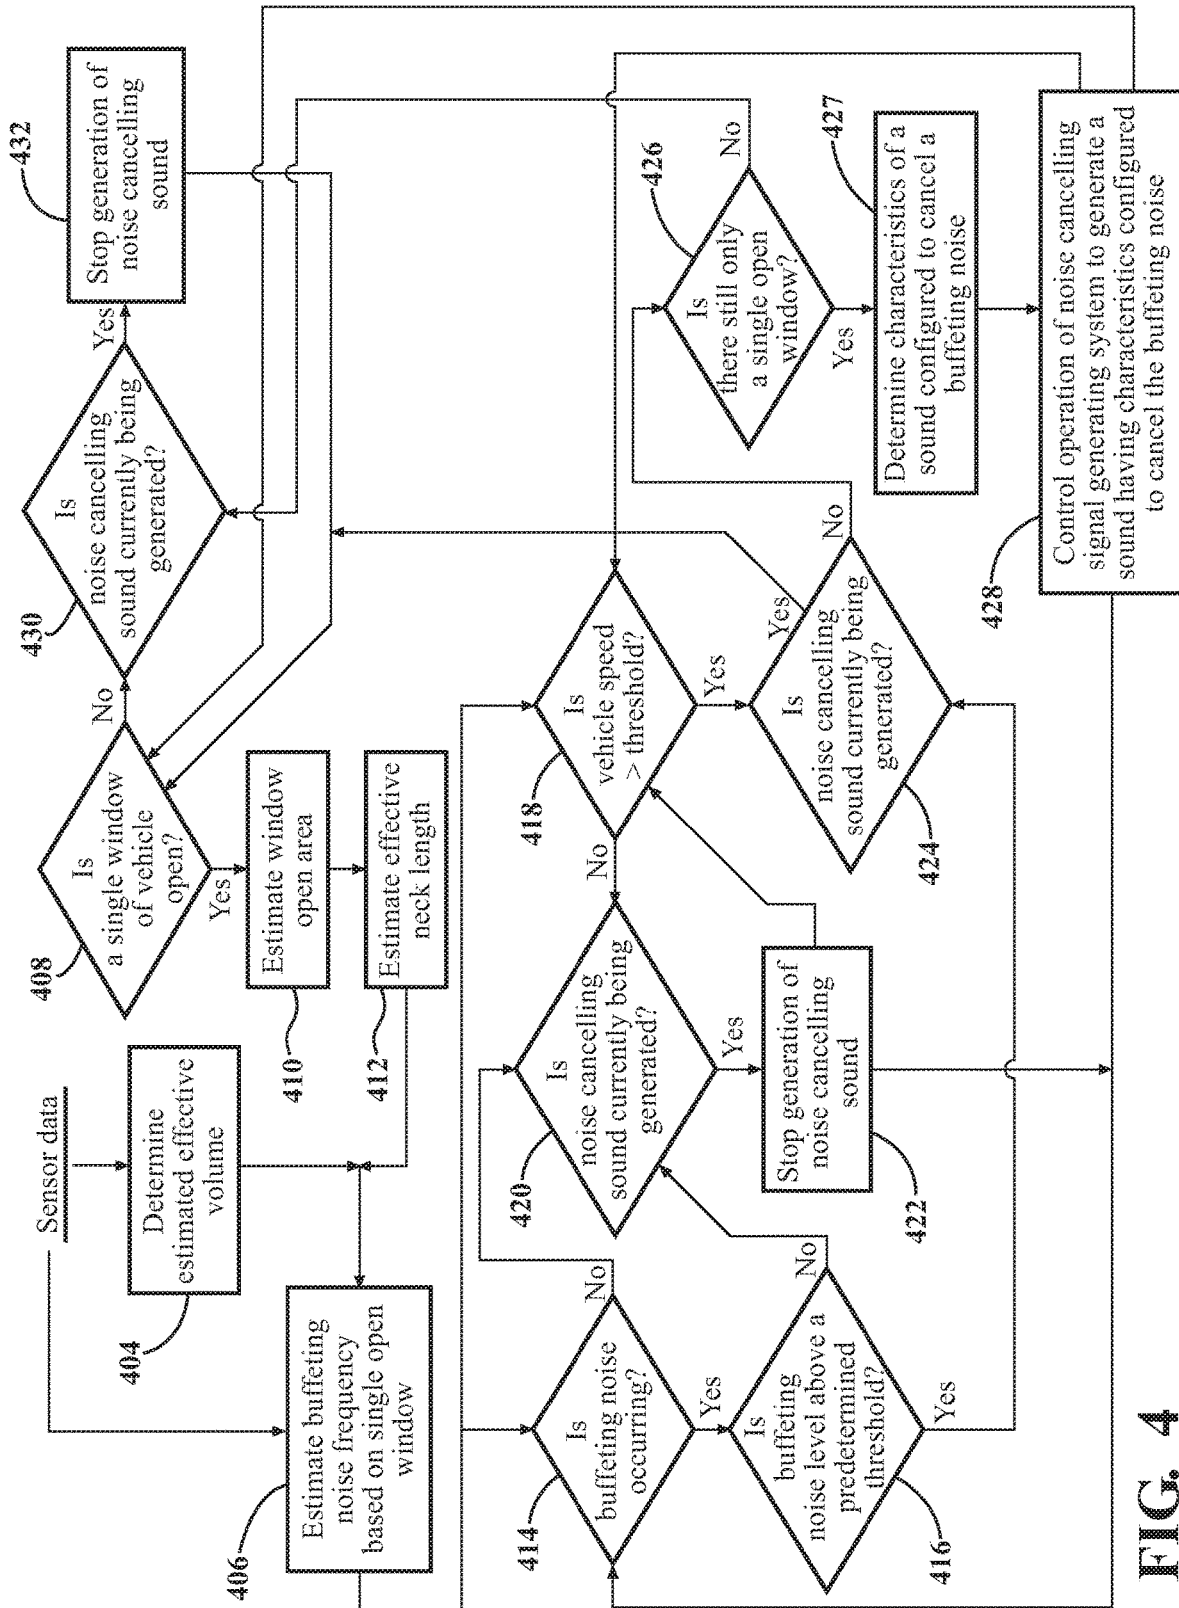 Sensor data
404
Determine
estimated effective
volume
406
Estimate buffeting
noise frequency
based on single open
window
408
Is
a single window
of vehicle
open?
No
Yes
410
Estimate window
open area
412
Estimate effective
neck length
430
Is
noise cancelling
sound currently being
generated?
Yes
432
Stop generation of
noise cancelling
sound
414
Is
buffeting noise
occurring?
No
Yes
416
Is
buffeting
noise level above a
predetermined
threshold?
No
Yes
418
Is
vehicle speed
> threshold?
No
Yes
420
Is
noise cancelling
sound currently being
generated?
Yes
422
Stop generation of
noise cancelling
sound
424
Is
noise cancelling
sound currently being
generated?
Yes
No
426
Is
there still only
a single open
window?
No
Yes
427
Determine characteristics of a
sound configured to cancel a
buffeting noise
428
Control operation of noise cancelling
signal generating system to generate a
sound having characteristics configured
to cancel the buffeting noise
FIG. 4